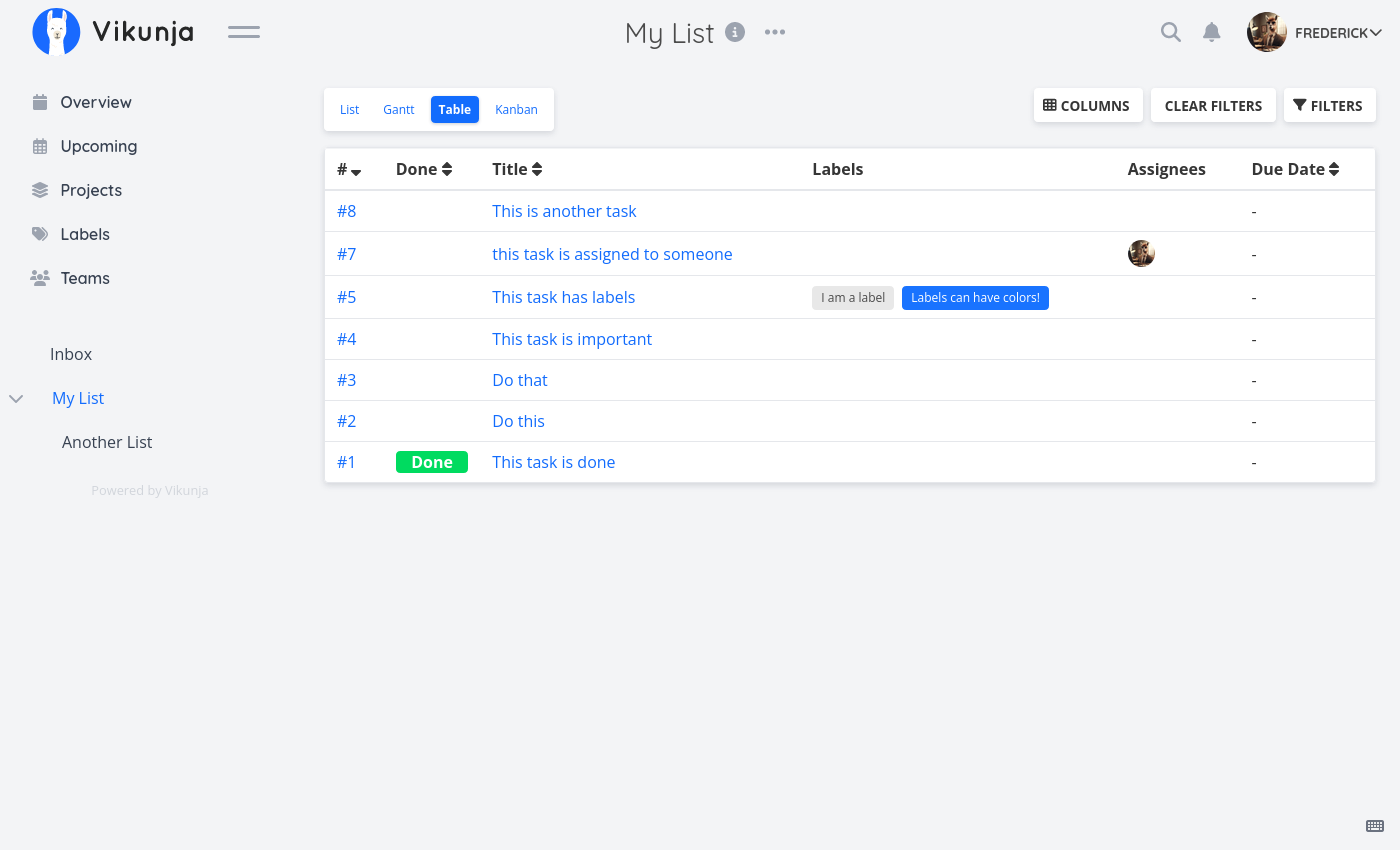 Vikunja
My List
FREDERICK
Overview
Upcoming
Projects
Labels
Teams
Inbox
My List
Another List
Powered by Vikunja
List Gantt Table Kanban
COLUMNS CLEAR FILTERS FILTERS
# Done Title Labels Assignees Due Date
#8 This is another task -
#7 this task is assigned to someone -
#5 This task has labels I am a label Labels can have colors! -
#4 This task is important -
#3 Do that -
#2 Do this -
#1 Done This task is done -